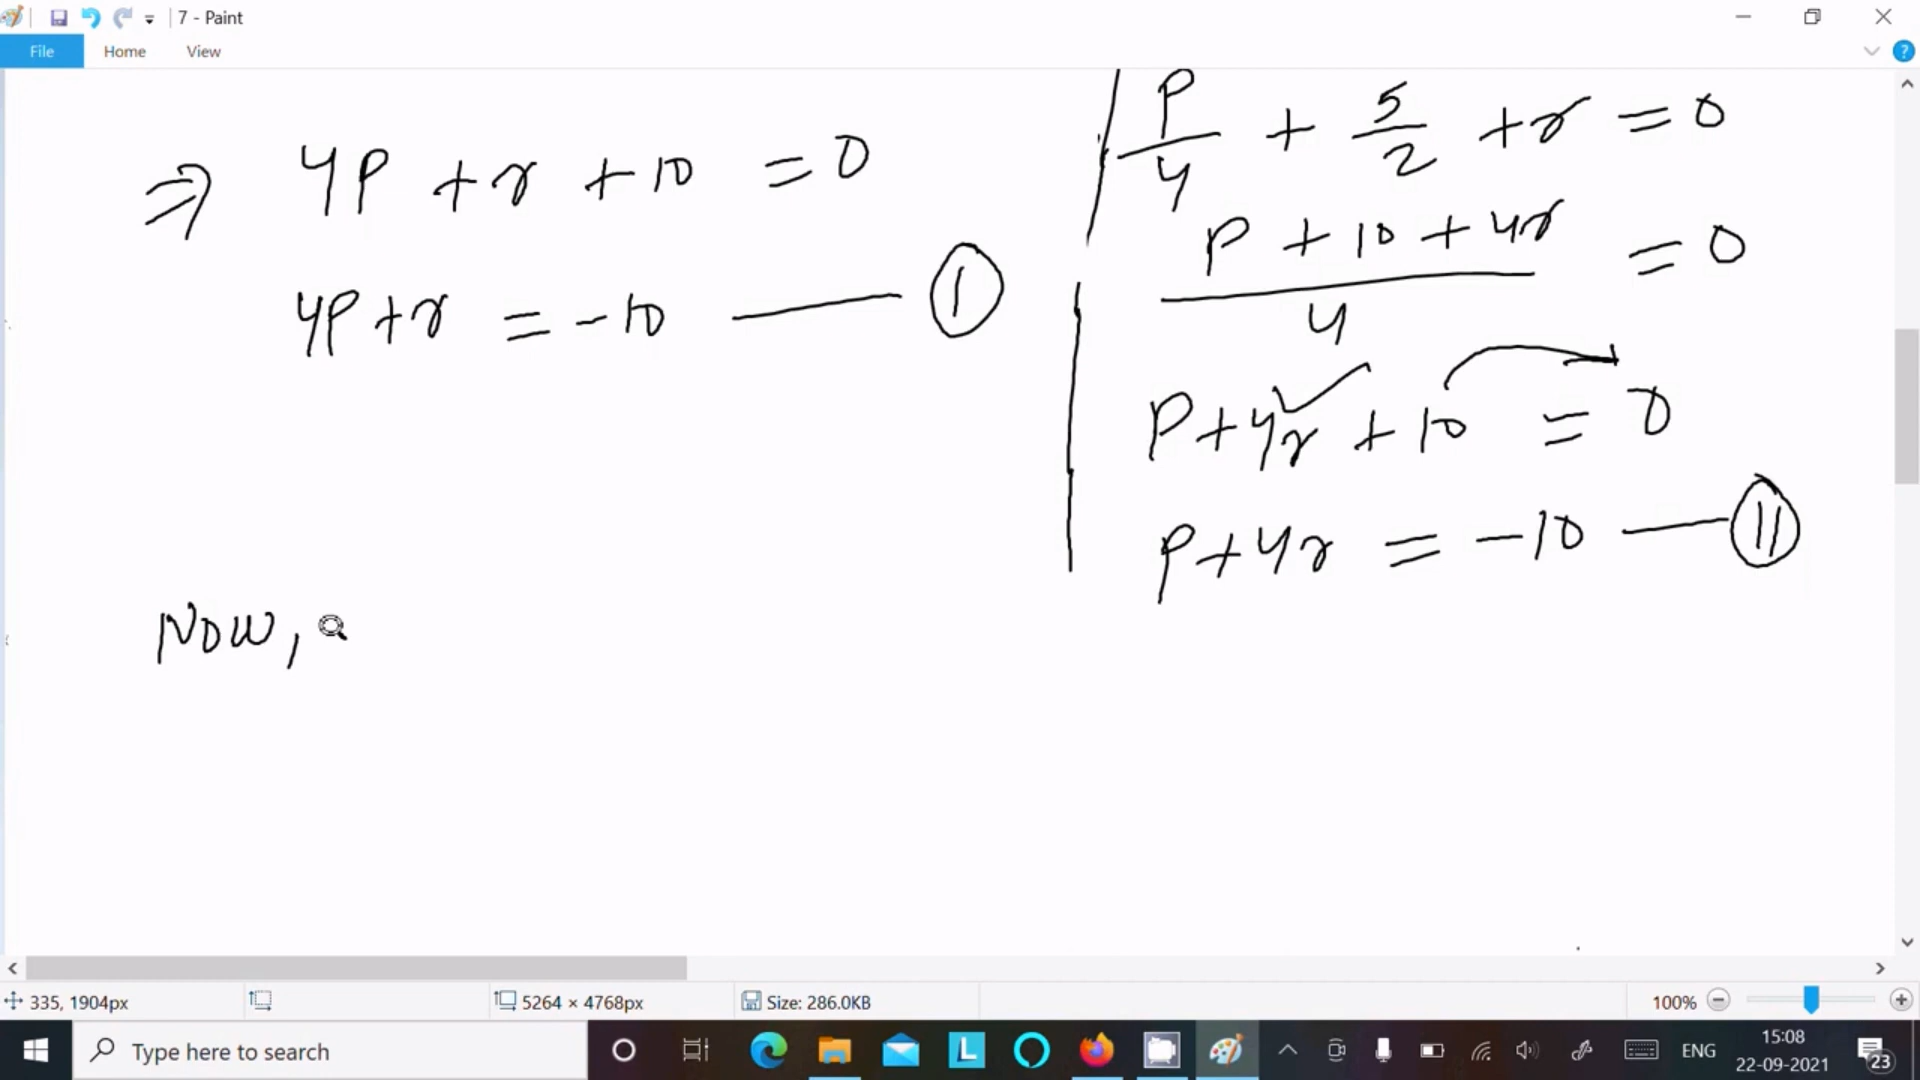 7 - Paint
File Home View
⇒ 4p + r + 10 = 0
4p + r = -10 —— I
p/4 + 5/2 + r = 0
(p + 10 + 4r)/4 = 0
p + 4r + 10 = 0
p + 4r = -10 —— II
Now,
335, 1904px
5264 × 4768px
Size: 286.0KB
100%
Type here to search
L
ENG
15:08
22-09-2021
23